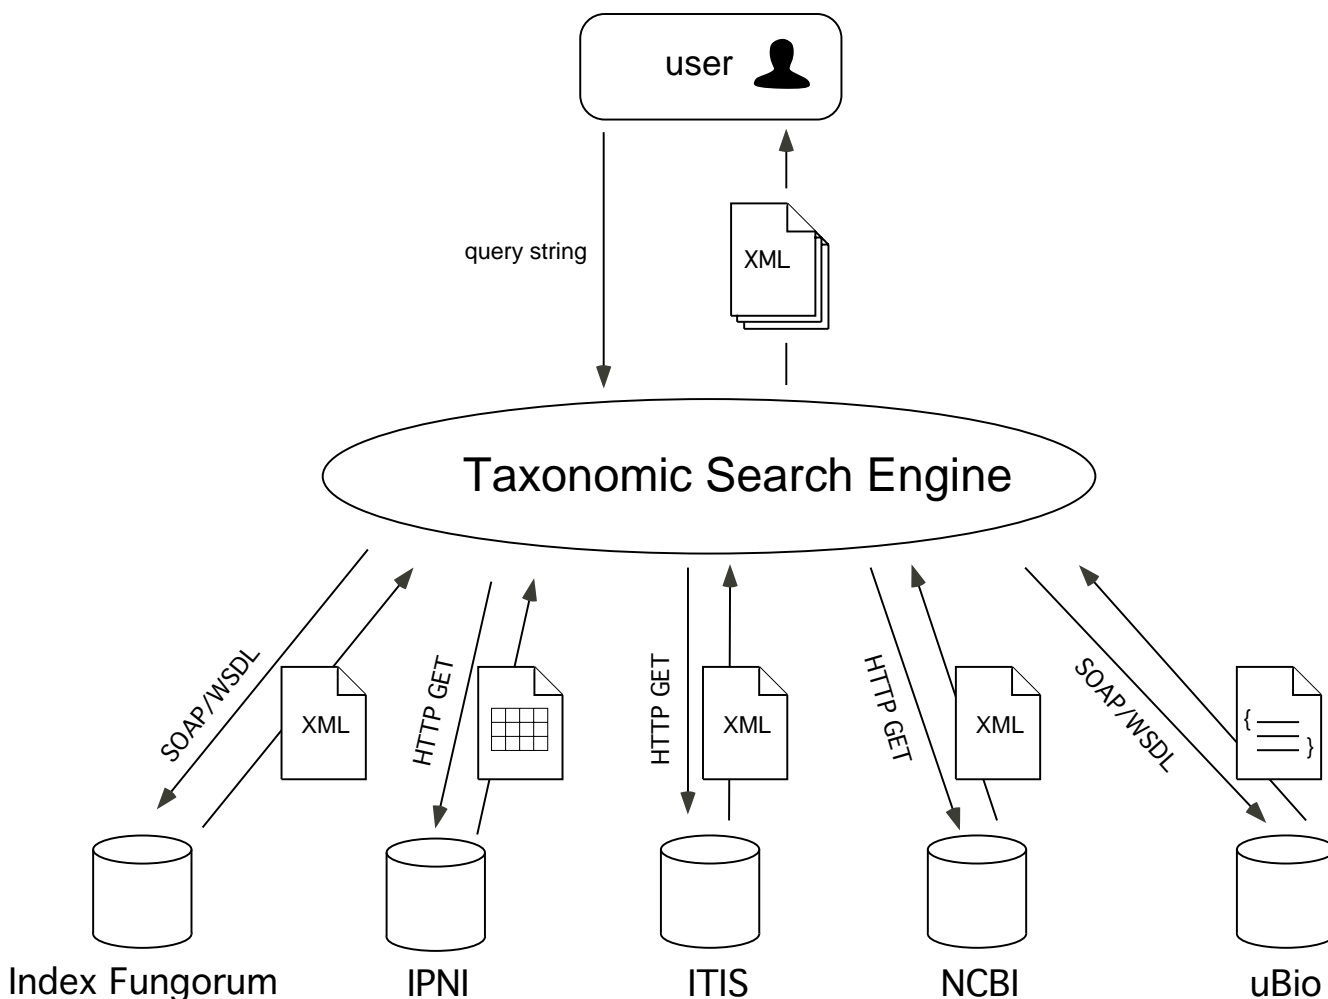 user
query string
XML
Taxonomic Search Engine
SOAP/WSDL
XML
HTTP GET
HTTP GET
XML
HTTP GET
XML
SOAP/WSDL
{
}
Index Fungorum
IPNI
ITIS
NCBI
uBio